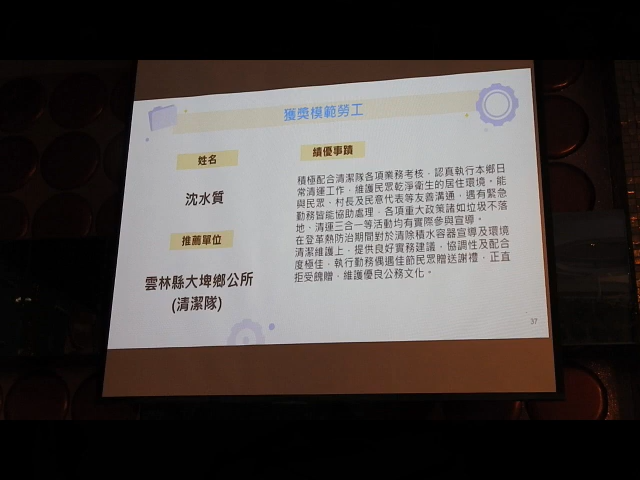 獲獎模範勞工
姓名
沈水質
推薦單位
雲林縣大埤鄉公所
(清潔隊)
績優事蹟
積極配合清潔隊各項業務考核，認真執行本鄉日
常清運工作，維護民眾乾淨衛生的居住環境。能
與民眾、村長及民意代表等友善溝通，遇有緊急
勤務皆能協助處理，各項重大政策諸如垃圾不落
地、清運三合一等活動均有實際參與宣導。
在登革熱防治期間對於清除積水容器宣導及環境
清潔維護上，提供良好實務建議，協調性及配合
度極佳，執行勤務偶遇佳節民眾贈送謝禮，正直
拒受餽贈，維護優良公務文化。
37